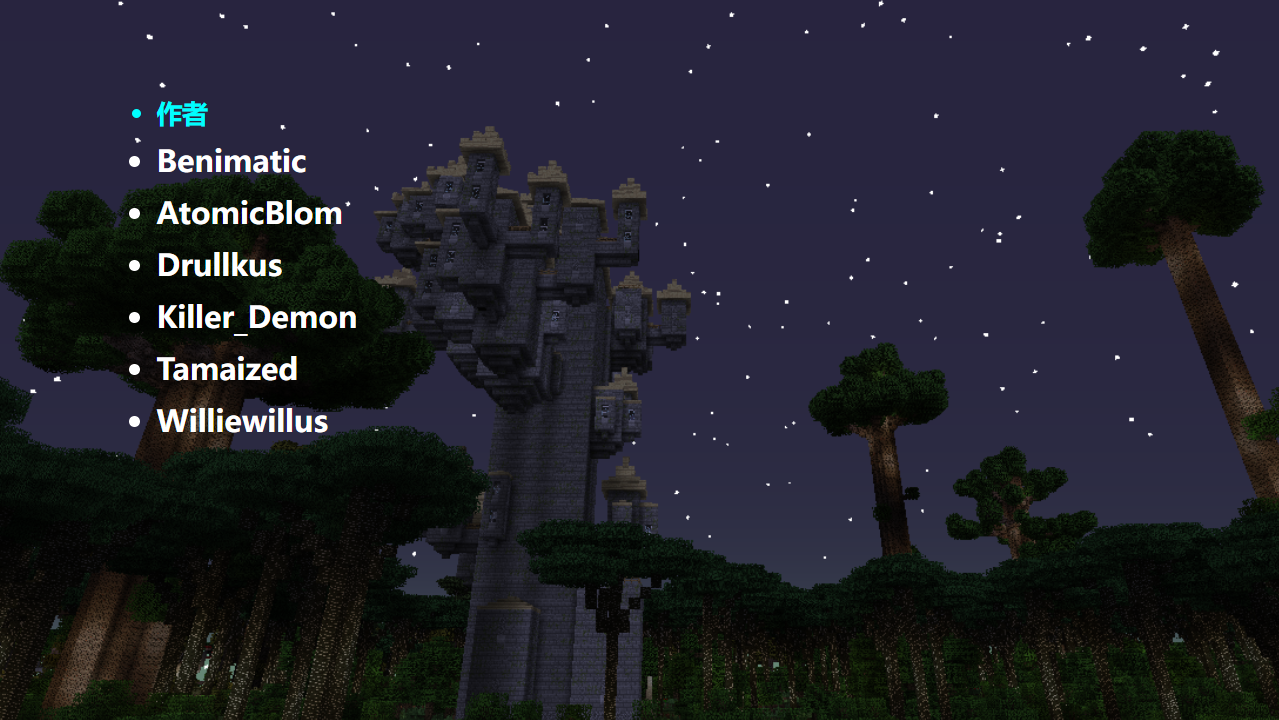 作者
Benimatic
AtomicBlom
Drullkus
Killer_Demon
Tamaized
Williewillus